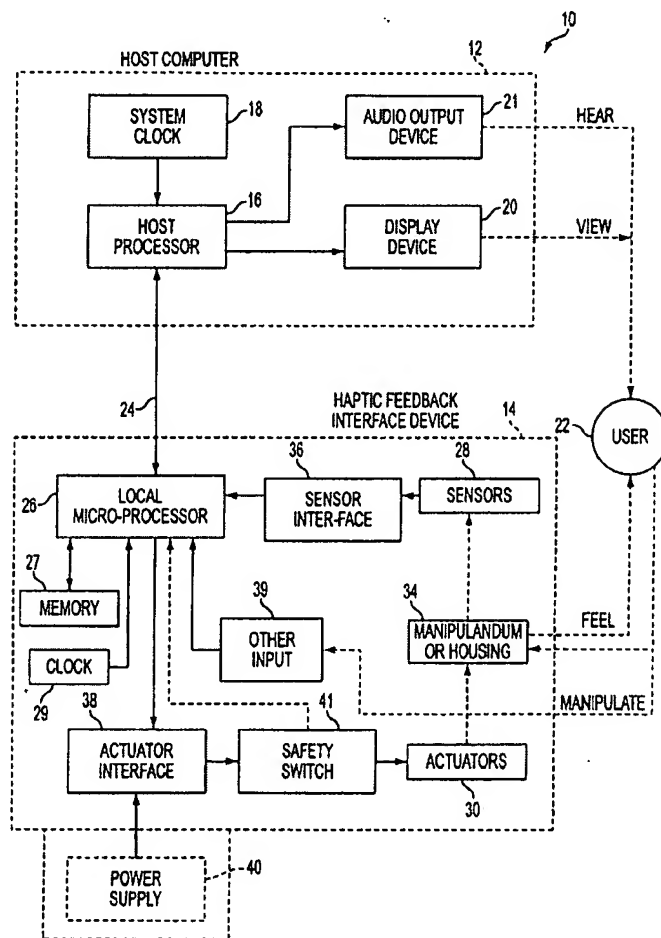 10
HOST COMPUTER
12
SYSTEM
CLOCK
18
AUDIO OUTPUT
DEVICE
21
HEAR
HOST
PROCESSOR
16
DISPLAY
DEVICE
20
VIEW
24
HAPTIC FEEDBACK
INTERFACE DEVICE
14
22
USER
26
LOCAL
MICRO-PROCESSOR
36
SENSOR
INTER-FACE
28
SENSORS
27
MEMORY
39
OTHER
INPUT
34
MANIPULANDUM
OR HOUSING
FEEL
CLOCK
29
MANIPULATE
38
ACTUATOR
INTERFACE
41
SAFETY
SWITCH
ACTUATORS
30
POWER
SUPPLY
40